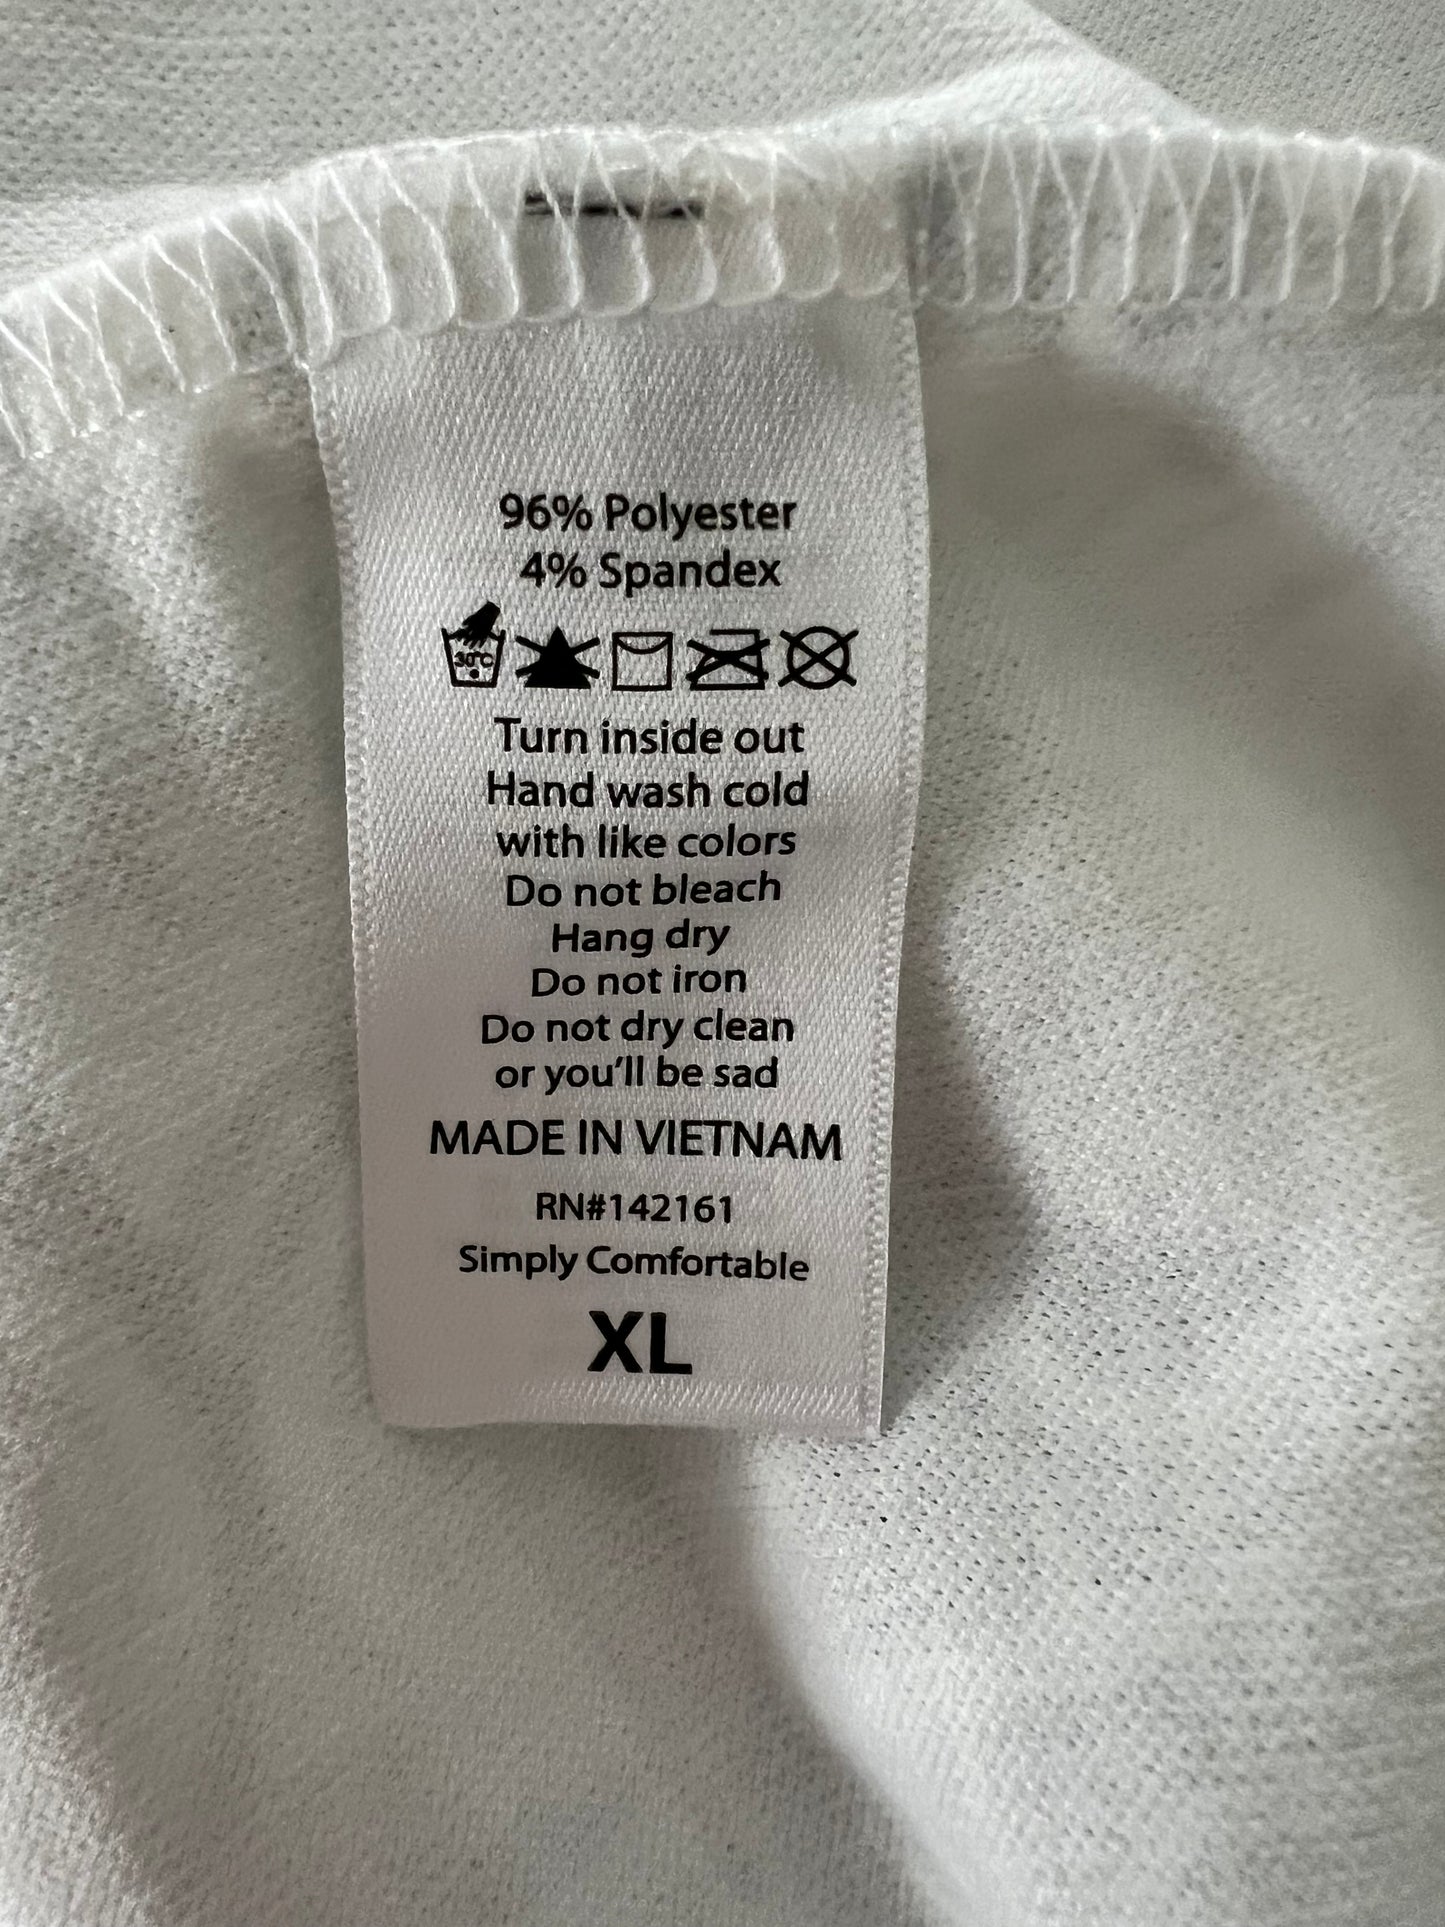 96% Polyester
4% Spandex
30°C
Turn inside out
Hand wash cold
with like colors
Do not bleach
Hang dry
Do not iron
Do not dry clean
or you'll be sad
MADE IN VIETNAM
RN#142161
Simply Comfortable
XL